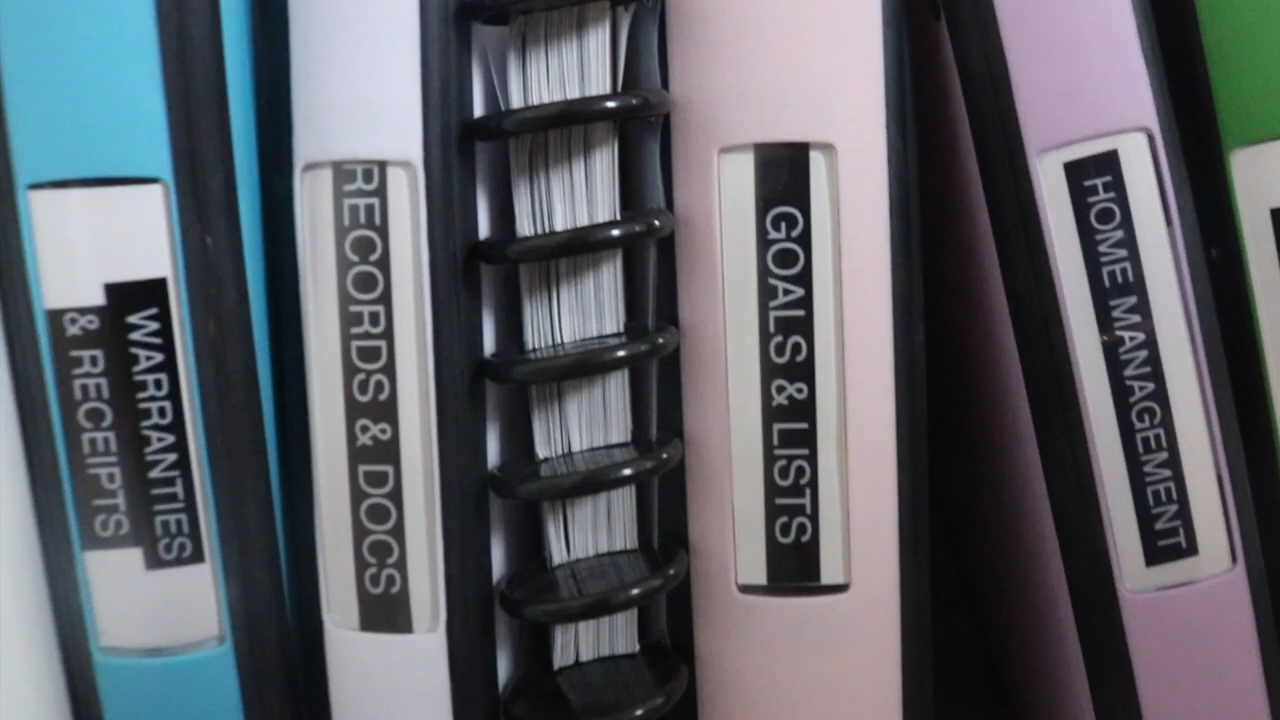 WARRANTIES
& RECEIPTS
RECORDS & DOCS
GOALS & LISTS
HOME MANAGEMENT